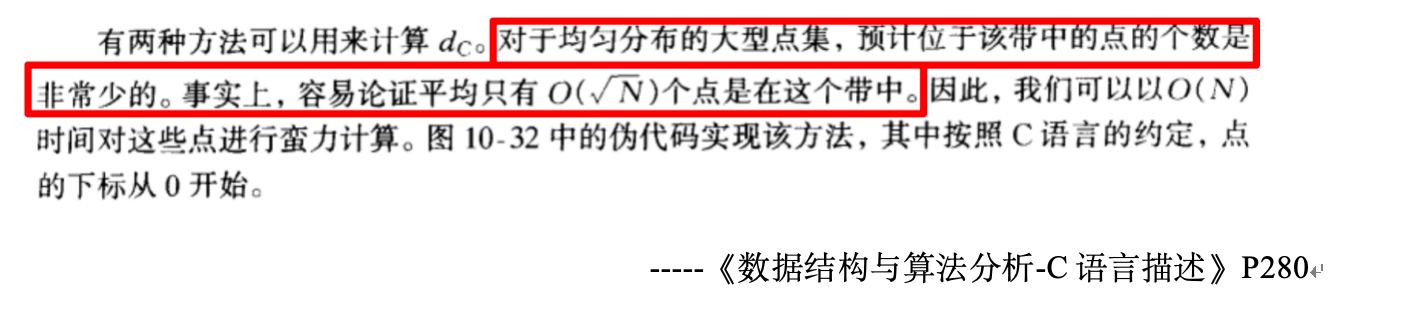 有两种方法可以用来计算 dC。对于均匀分布的大型点集，预计位于该带中的点的个数是
非常少的。事实上，容易论证平均只有 O(√N)个点是在这个带中。因此，我们可以以O(N)
时间对这些点进行蛮力计算。图 10-32 中的伪代码实现该方法，其中按照 C 语言的约定，点
的下标从 0 开始。
-----《数据结构与算法分析-C 语言描述》P280↵